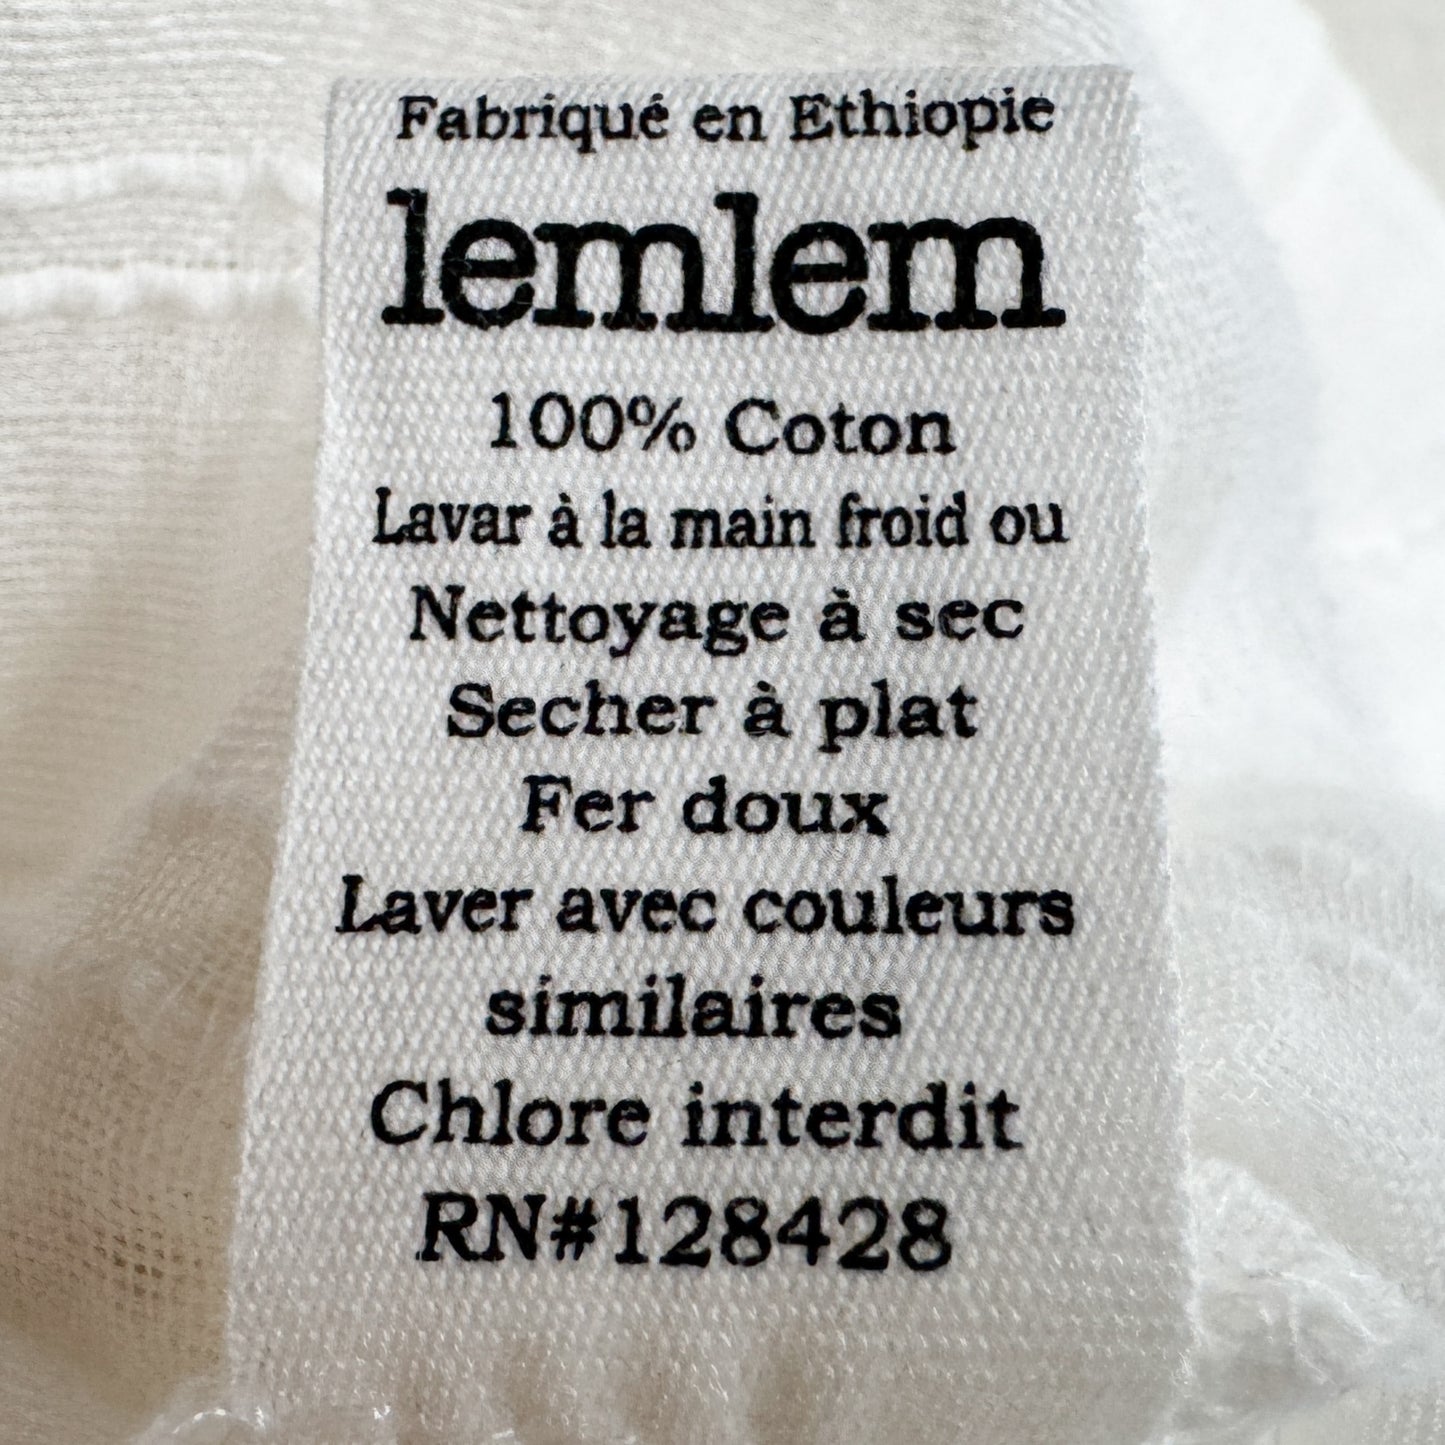 Fabriqué en Ethiopie
lemlem
100% Coton
Lavar à la main froid ou
Nettoyage à sec
Secher à plat
Fer doux
Laver avec couleurs
similaires
Chlore interdit
RN#128428